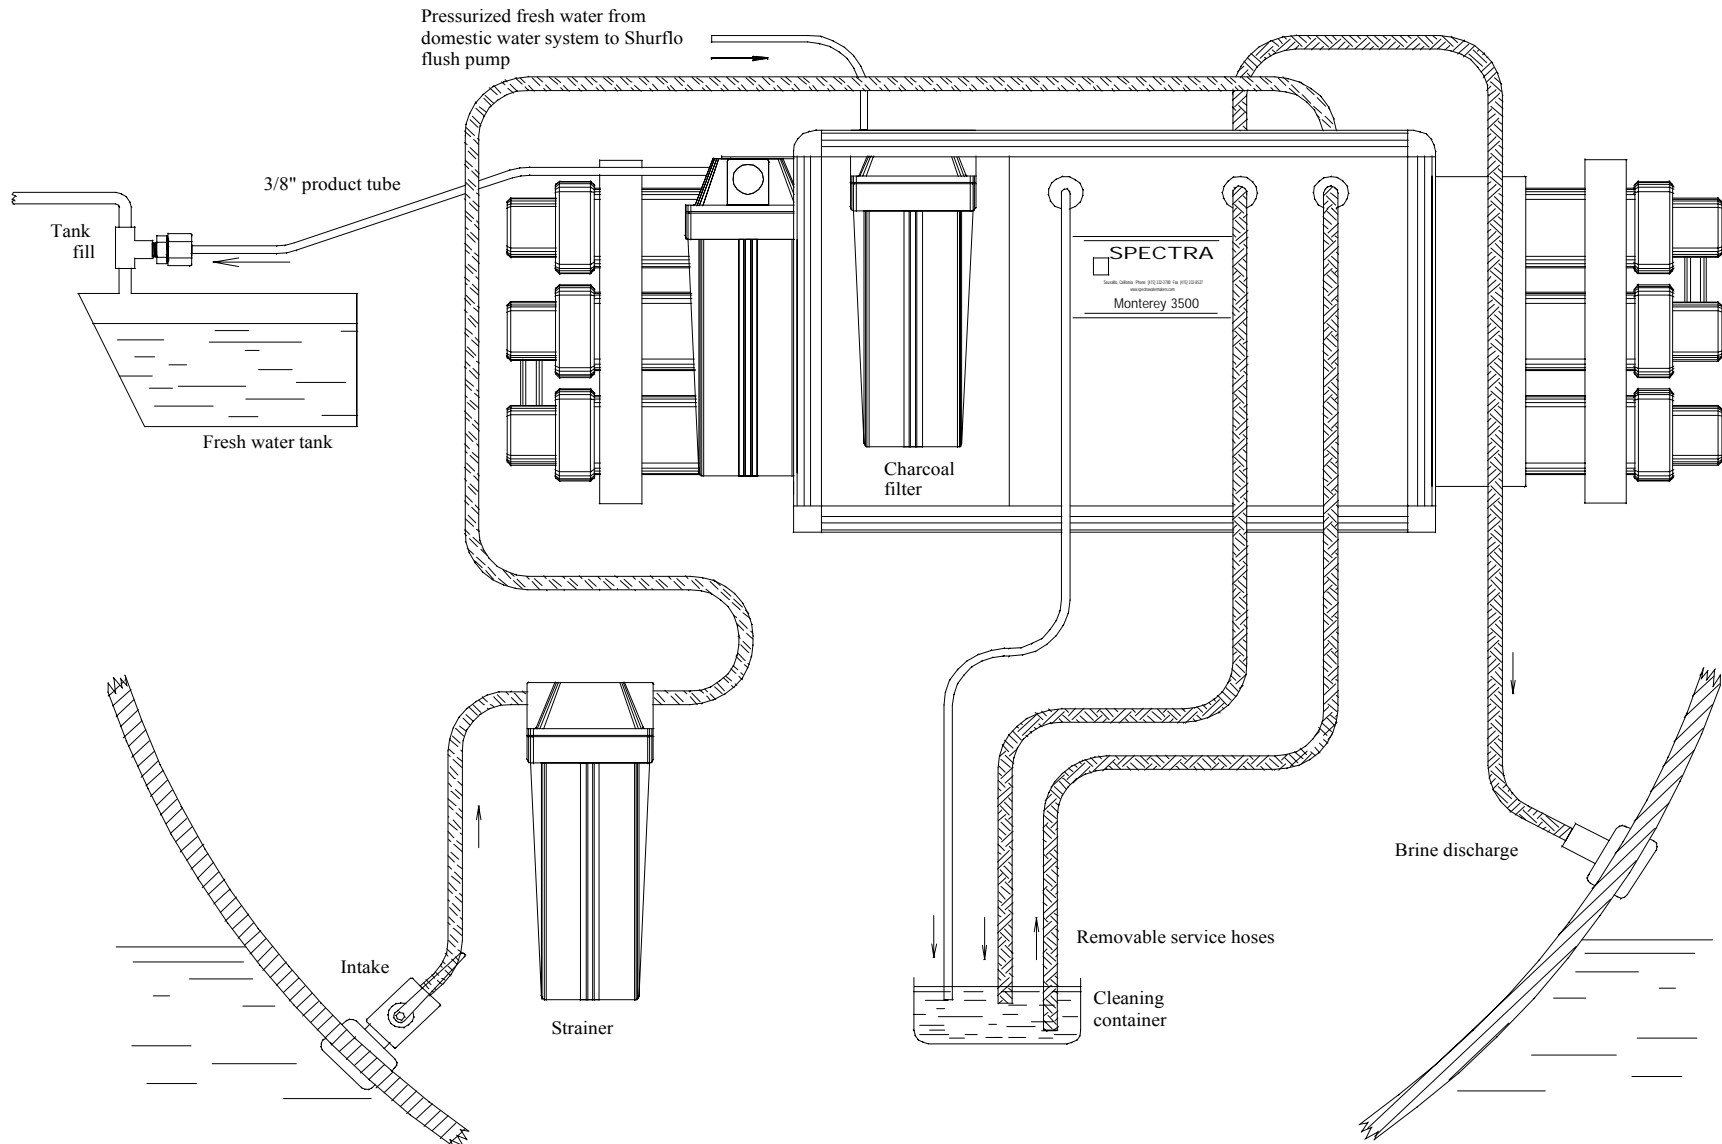 Pressurized fresh water from
domestic water system to Shurflo
flush pump
3/8" product tube
Tank
fill
Fresh water tank
SPECTRA
Monterey 3500
Charcoal
filter
Brine discharge
Removable service hoses
Intake
Cleaning
container
Strainer